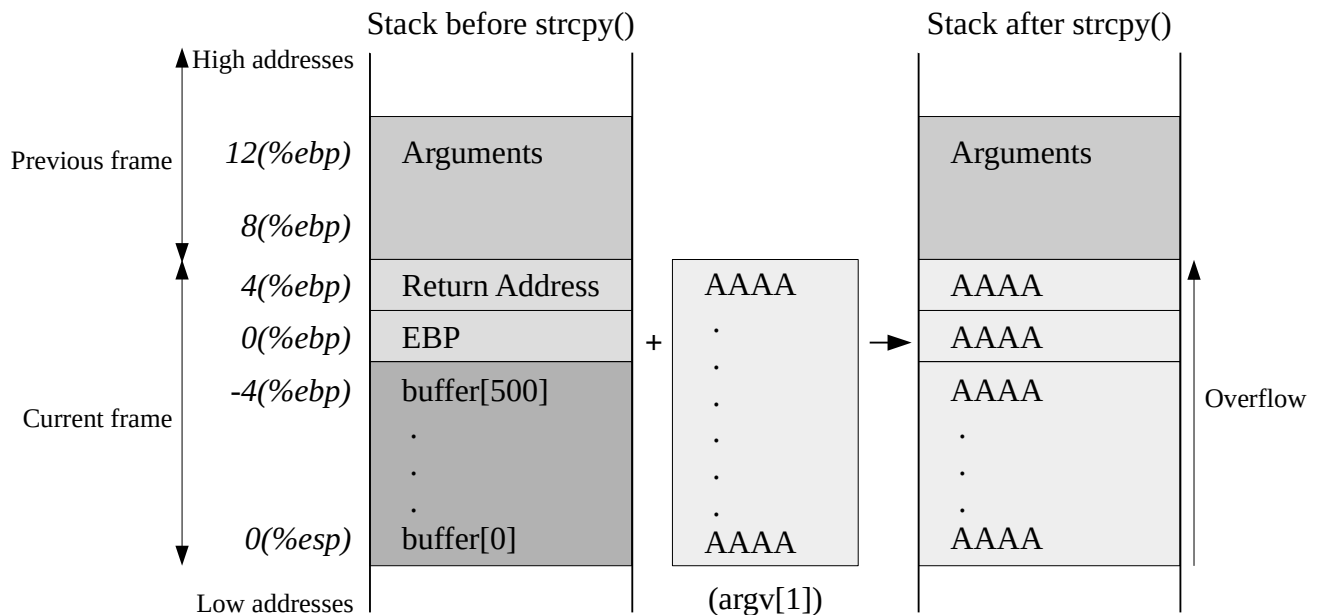 Stack before strcpy() Stack after strcpy()
High addresses
Previous frame 12(%ebp) Arguments Arguments
8(%ebp)
4(%ebp) Return Address AAAA AAAA
0(%ebp) EBP . + AAAA
.
-4(%ebp) buffer[500] . AAAA
Current frame Overflow
. . .
. . .
. . .
0(%esp) buffer[0] AAAA AAAA
Low addresses (argv[1])